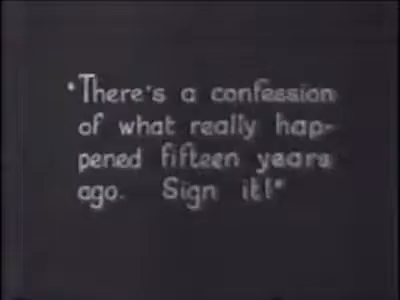 "There's a confession
of what really hap-
pened fifteen years
ago. Sign it!"